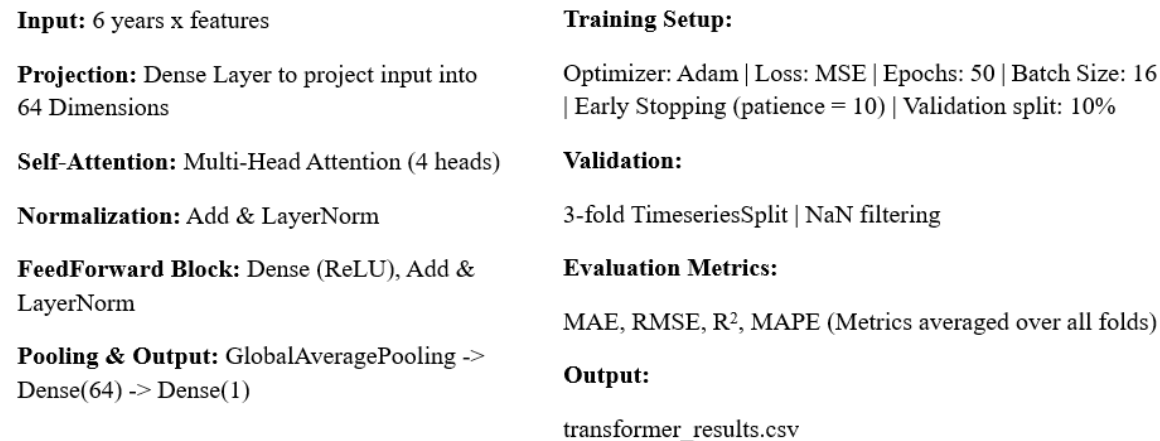 Input: 6 years x features
Projection: Dense Layer to project input into
64 Dimensions
Self-Attention: Multi-Head Attention (4 heads)
Normalization: Add & LayerNorm
FeedForward Block: Dense (ReLU), Add &
LayerNorm
Pooling & Output: GlobalAveragePooling ->
Dense(64) -> Dense(1)
Training Setup:
Optimizer: Adam | Loss: MSE | Epochs: 50 | Batch Size: 16
| Early Stopping (patience = 10) | Validation split: 10%
Validation:
3-fold TimeseriesSplit | NaN filtering
Evaluation Metrics:
MAE, RMSE, R², MAPE (Metrics averaged over all folds)
Output:
transformer_results.csv